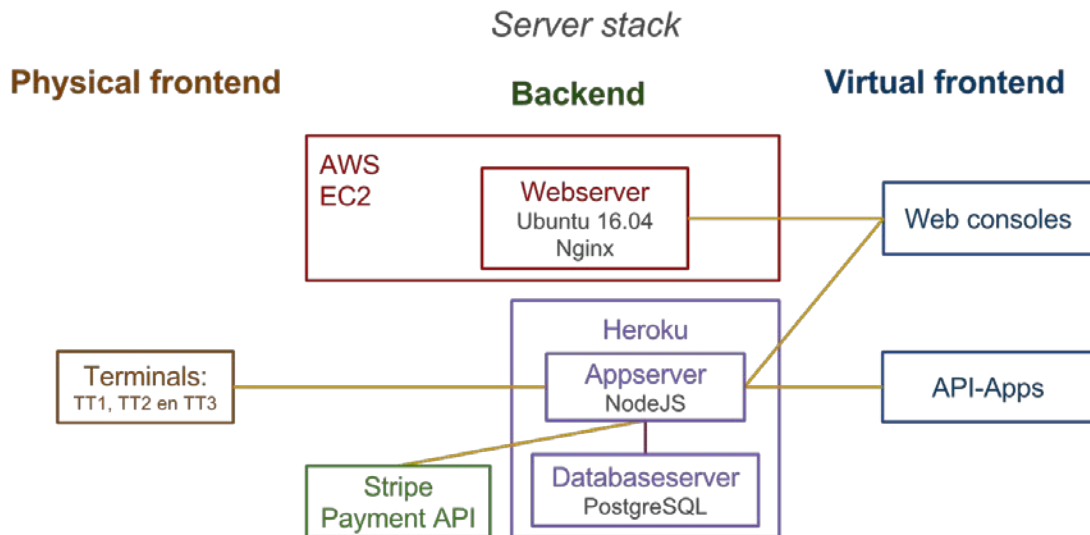 Server stack
Physical frontend
Backend
Virtual frontend
AWS
EC2
Webserver
Ubuntu 16.04
Nginx
Web consoles
Heroku
Terminals:
TT1, TT2 en TT3
Appserver
NodeJS
API-Apps
Stripe
Payment API
Databaseserver
PostgreSQL